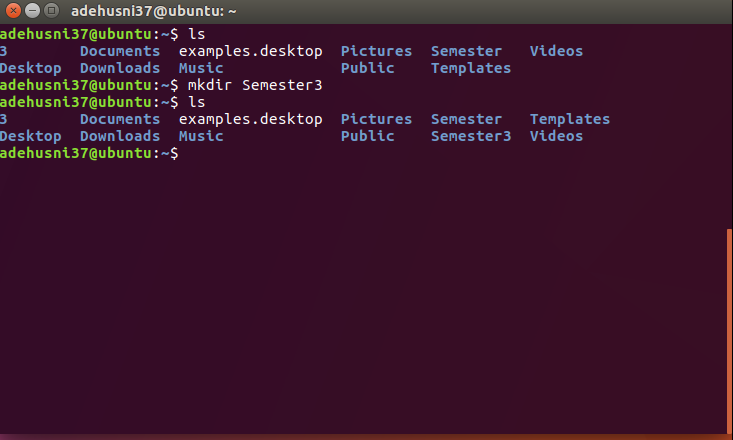 adehusni37@ubuntu: ~
adehusni37@ubuntu:~$ ls
3        Documents  examples.desktop  Pictures  Semester   Videos
Desktop  Downloads  Music             Public    Templates
adehusni37@ubuntu:~$ mkdir Semester3
adehusni37@ubuntu:~$ ls
3        Documents  examples.desktop  Pictures  Semester   Templates
Desktop  Downloads  Music             Public    Semester3  Videos
adehusni37@ubuntu:~$